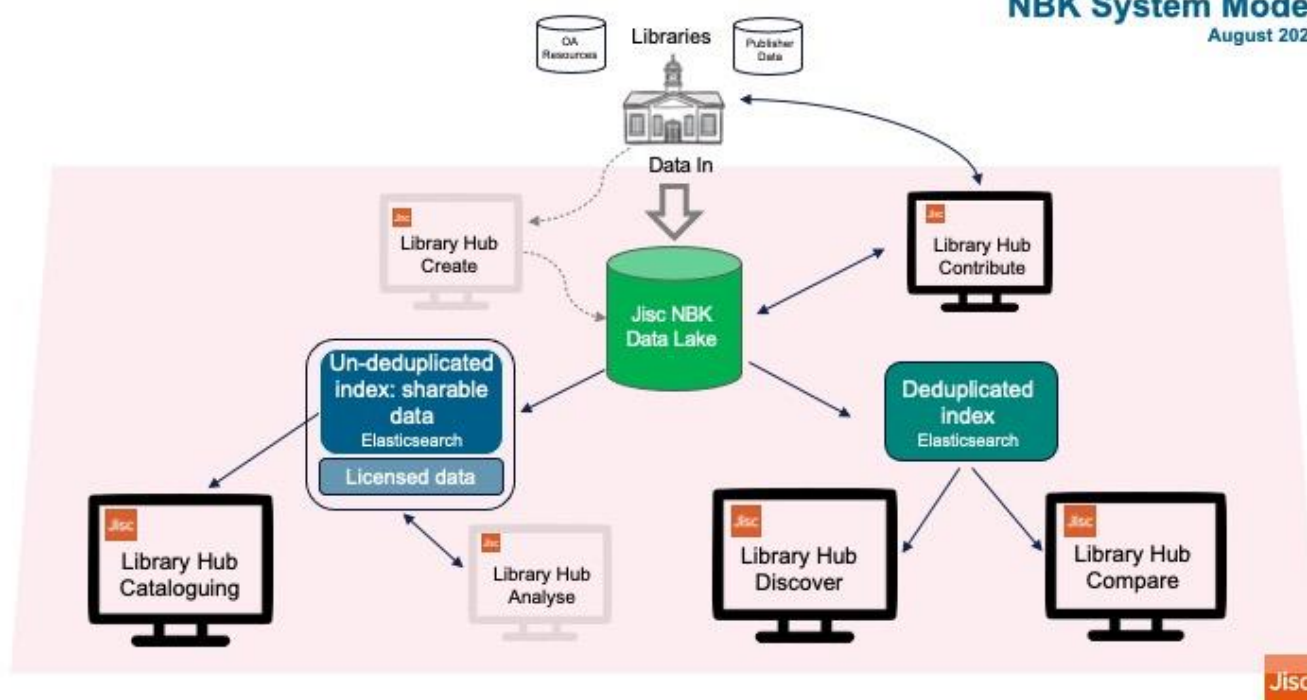 NBK System Mode
August 202
OA
Resources
Libraries
Publisher
Data
Data In
Jisc
Library Hub
Create
Jisc
Library Hub
Contribute
Jisc NBK
Data Lake
Un-deduplicated
index: sharable
data
Elasticsearch
Licensed data
Deduplicated
index
Elasticsearch
Jisc
Library Hub
Cataloguing
Jisc
Library Hub
Analyse
Jisc
Library Hub
Discover
Jisc
Library Hub
Compare
Jisc